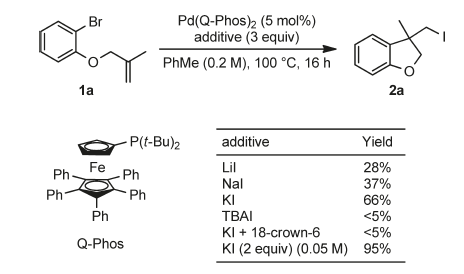 Br
O
1a
Pd(Q-Phos)₂ (5 mol%)
additive (3 equiv)
PhMe (0.2 M), 100 °C, 16 h
I
O
2a
P(t-Bu)₂
Fe
Ph Ph
Ph Ph
Ph
Q-Phos
additive Yield
LiI 28%
NaI 37%
KI 66%
TBAI <5%
KI + 18-crown-6 <5%
KI (2 equiv) (0.05 M) 95%